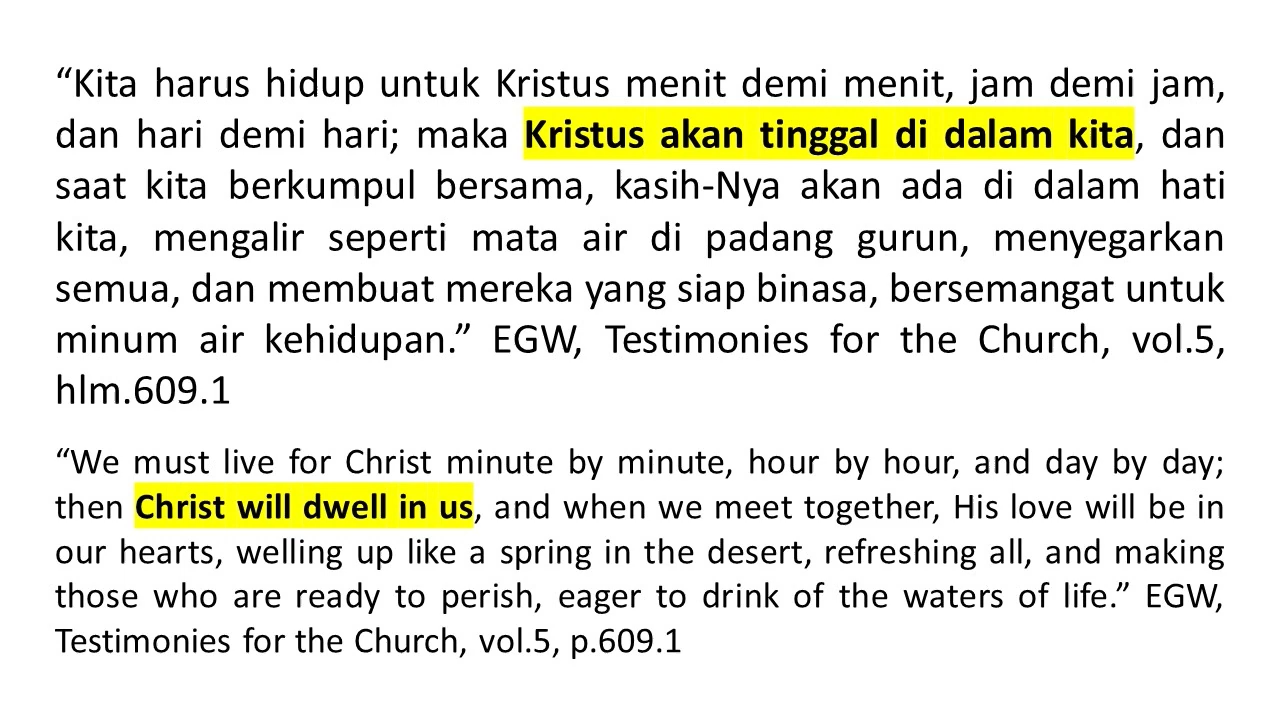 “Kita harus hidup untuk Kristus menit demi menit, jam demi jam,
dan hari demi hari; maka Kristus akan tinggal di dalam kita, dan
saat kita berkumpul bersama, kasih-Nya akan ada di dalam hati
kita, mengalir seperti mata air di padang gurun, menyegarkan
semua, dan membuat mereka yang siap binasa, bersemangat untuk
minum air kehidupan.” EGW, Testimonies for the Church, vol.5,
hlm.609.1
“We must live for Christ minute by minute, hour by hour, and day by day;
then Christ will dwell in us, and when we meet together, His love will be in
our hearts, welling up like a spring in the desert, refreshing all, and making
those who are ready to perish, eager to drink of the waters of life.” EGW,
Testimonies for the Church, vol.5, p.609.1